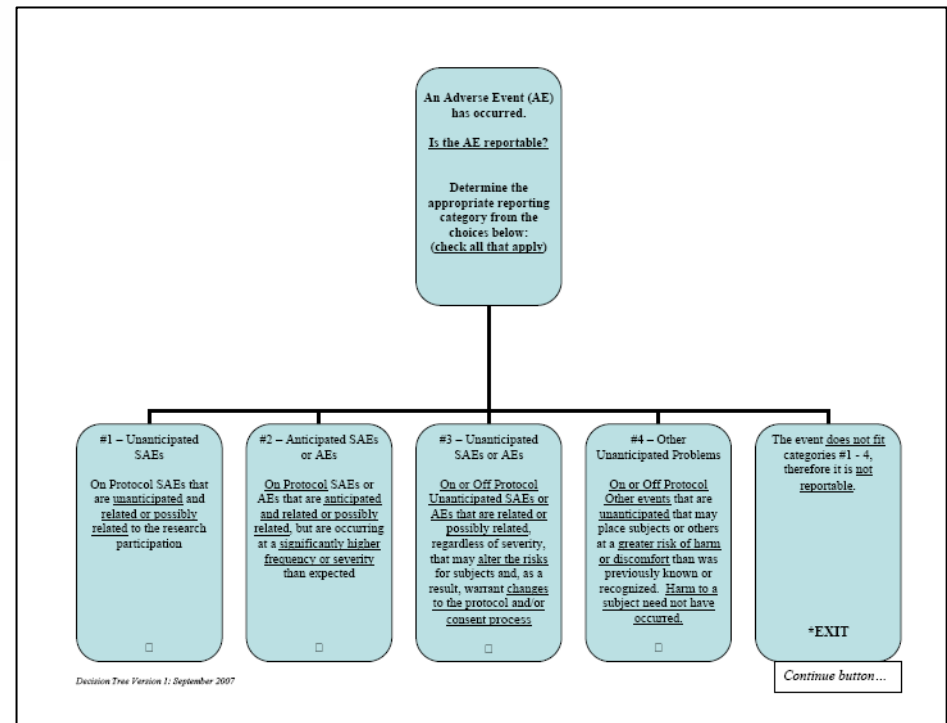 An Adverse Event (AE)
has occurred.
Is the AE reportable?
Determine the
appropriate reporting
category from the
choices below:
(check all that apply)
#1 – Unanticipated
SAEs
On Protocol SAEs that
are unanticipated and
related or possibly
related to the research
participation
#2 – Anticipated SAEs
or AEs
On Protocol SAEs or
AEs that are anticipated
and related or possibly
related, but are occurring
at a significantly higher
frequency or severity
than expected
#3 – Unanticipated
SAEs or AEs
On or Off Protocol
Unanticipated SAEs or
AEs that are related or
possibly related,
regardless of severity,
that may alter the risks
for subjects and, as a
result, warrant changes
to the protocol and/or
consent process
#4 – Other
Unanticipated Problems
On or Off Protocol
Other events that are
unanticipated that may
place subjects or others
at a greater risk of harm
or discomfort than was
previously known or
recognized. Harm to a
subject need not have
occurred.
The event does not fit
categories #1 - 4,
therefore it is not
reportable.
*EXIT
Decision Tree Version 1: September 2007
Continue button…